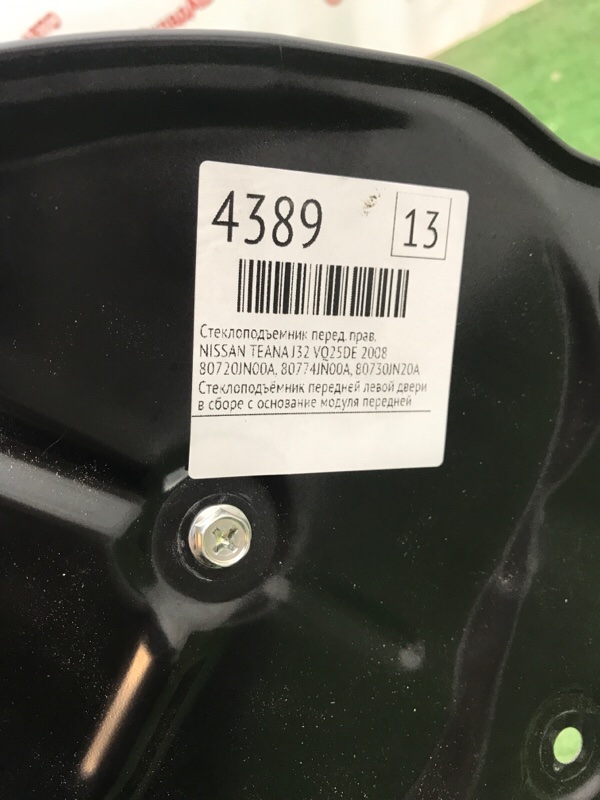 4389
13
Стеклоподъемник перед. прав.
NISSAN TEANA J32 VQ25DE 2008
80720JN00A, 80774JN00A, 80730JN20A
Стеклоподъёмник передней левой двери
в сборе с основание модуля передней